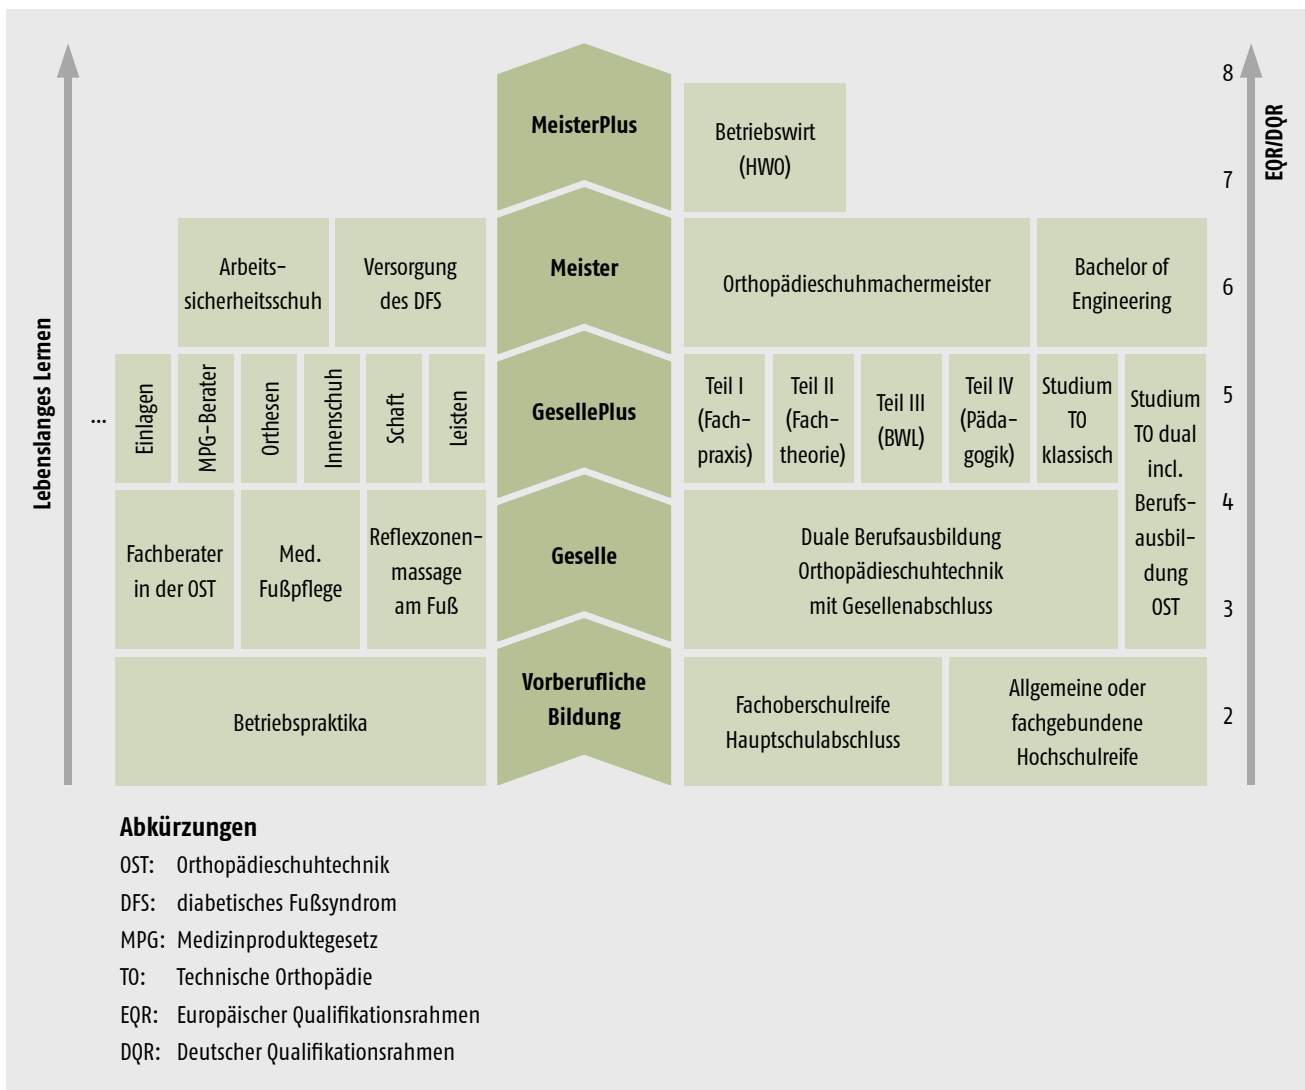 8
EQR/DQR
MeisterPlus
Betriebswirt
(HWO)
7
Arbeits-
sicherheitsschuh
Versorgung
des DFS
Meister
Orthopädieschuhmachermeister
Bachelor of
Engineering
6
Lebenslanges Lernen
...
Einlagen
MPG-Berater
Orthesen
Innenschuh
Schaft
Leisten
GesellePlus
Teil I
(Fach-
praxis)
Teil II
(Fach-
theorie)
Teil III
(BWL)
Teil IV
(Päda-
gogik)
Studium
TO
klassisch
Studium
TO dual
incl.
Berufs-
ausbil-
dung
OST
5
4
Fachberater
in der OST
Med.
Fußpflege
Reflexzonen-
massage
am Fuß
Geselle
Duale Berufsausbildung
Orthopädieschuhtechnik
mit Gesellenabschluss
3
Betriebspraktika
Vorberufliche
Bildung
Fachoberschulreife
Hauptschulabschluss
Allgemeine oder
fachgebundene
Hochschulreife
2
Abkürzungen
OST: Orthopädieschuhtechnik
DFS: diabetisches Fußsyndrom
MPG: Medizinproduktegesetz
TO: Technische Orthopädie
EQR: Europäischer Qualifikationsrahmen
DQR: Deutscher Qualifikationsrahmen